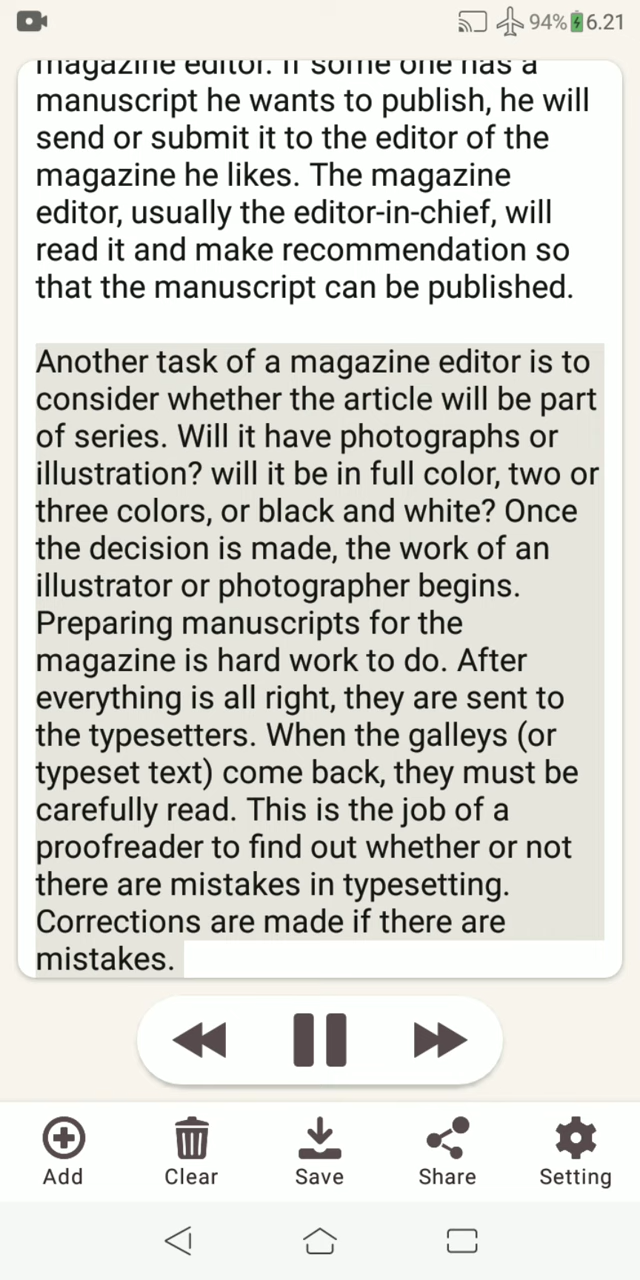 94% 6.21
magazine editor. If some one has a
manuscript he wants to publish, he will
send or submit it to the editor of the
magazine he likes. The magazine
editor, usually the editor-in-chief, will
read it and make recommendation so
that the manuscript can be published.
Another task of a magazine editor is to
consider whether the article will be part
of series. Will it have photographs or
illustration? will it be in full color, two or
three colors, or black and white? Once
the decision is made, the work of an
illustrator or photographer begins.
Preparing manuscripts for the
magazine is hard work to do. After
everything is all right, they are sent to
the typesetters. When the galleys (or
typeset text) come back, they must be
carefully read. This is the job of a
proofreader to find out whether or not
there are mistakes in typesetting.
Corrections are made if there are
mistakes.
Add Clear Save Share Setting